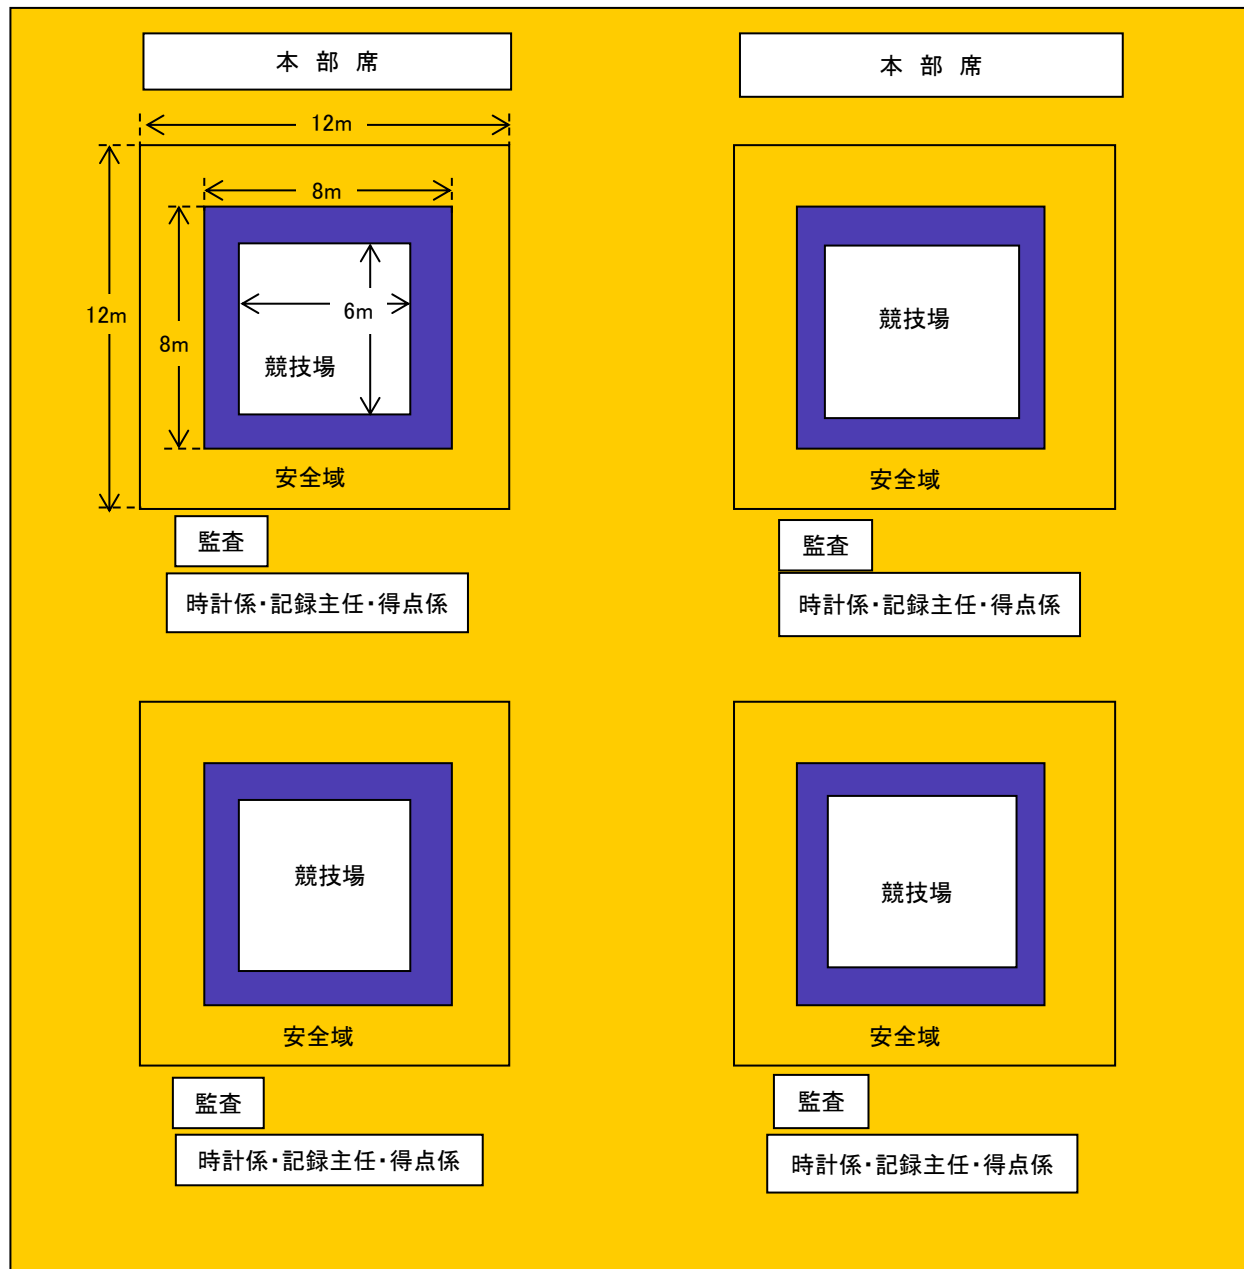 本 部 席
本 部 席
12m
8m
12m
8m
6m
競技場
安全域
競技場
安全域
監査
時計係・記録主任・得点係
監査
時計係・記録主任・得点係
競技場
安全域
競技場
安全域
監査
時計係・記録主任・得点係
監査
時計係・記録主任・得点係